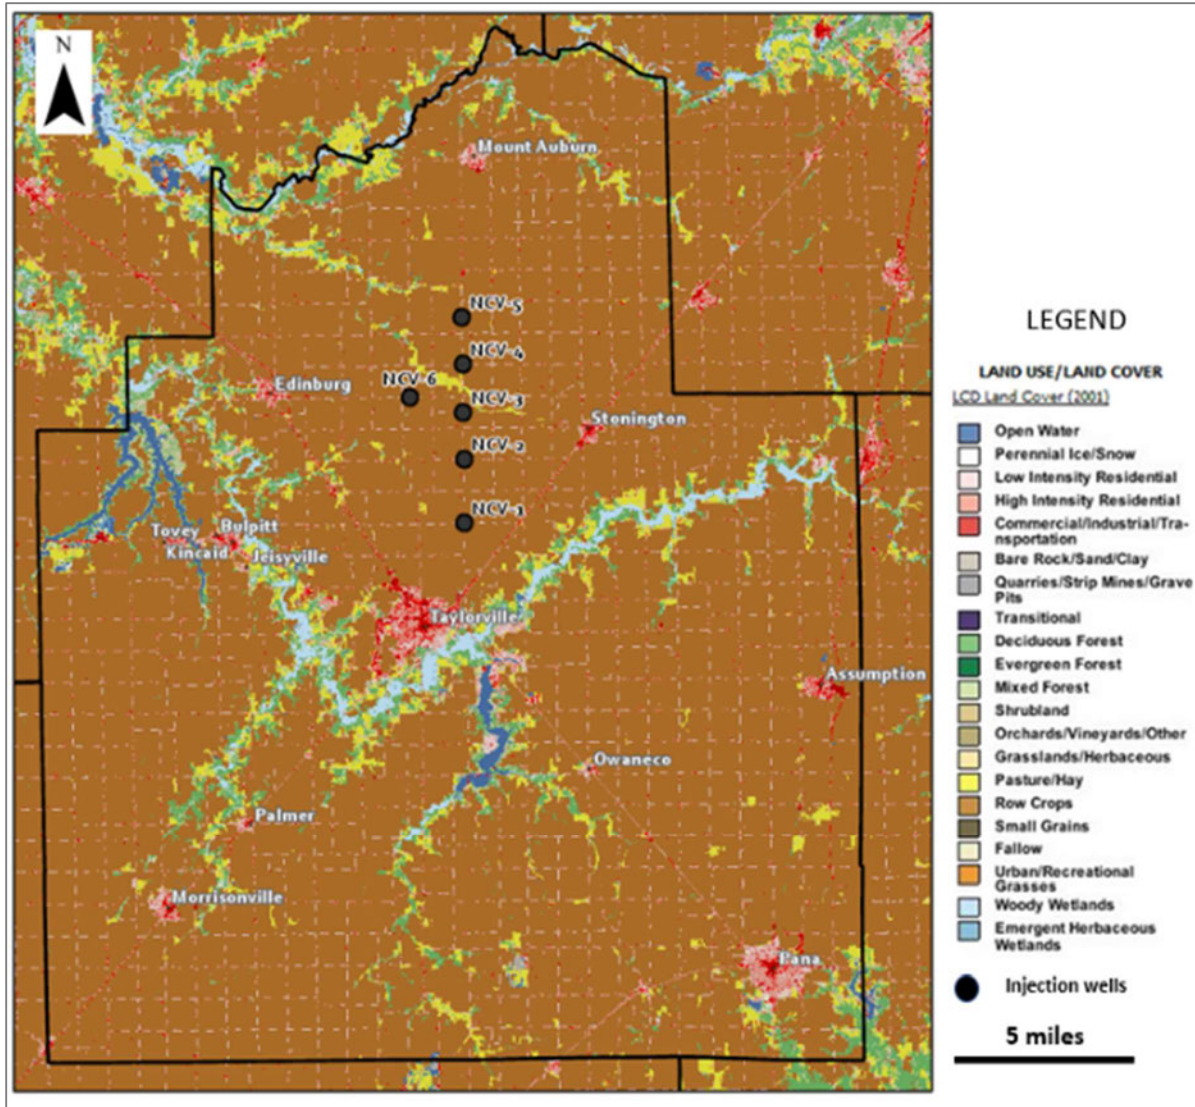 N
Mount Auburn
NCV-5
NCV-4
NCV-6
Edinburg
NCV-3
Stonington
NCV-2
NCV-1
Tovey
Bulpitt
Kincaid
Jeisyville
Taylorville
Assumption
Owaneco
Palmer
Morrisonville
Pana
LEGEND
LAND USE/LAND COVER
LCD Land Cover (2001)
Open Water
Perennial Ice/Snow
Low Intensity Residential
High Intensity Residential
Commercial/Industrial/Tra-
nsportation
Bare Rock/Sand/Clay
Quarries/Strip Mines/Grave
Pits
Transitional
Deciduous Forest
Evergreen Forest
Mixed Forest
Shrubland
Orchards/Vineyards/Other
Grasslands/Herbaceous
Pasture/Hay
Row Crops
Small Grains
Fallow
Urban/Recreational
Grasses
Woody Wetlands
Emergent Herbaceous
Wetlands
Injection wells
5 miles